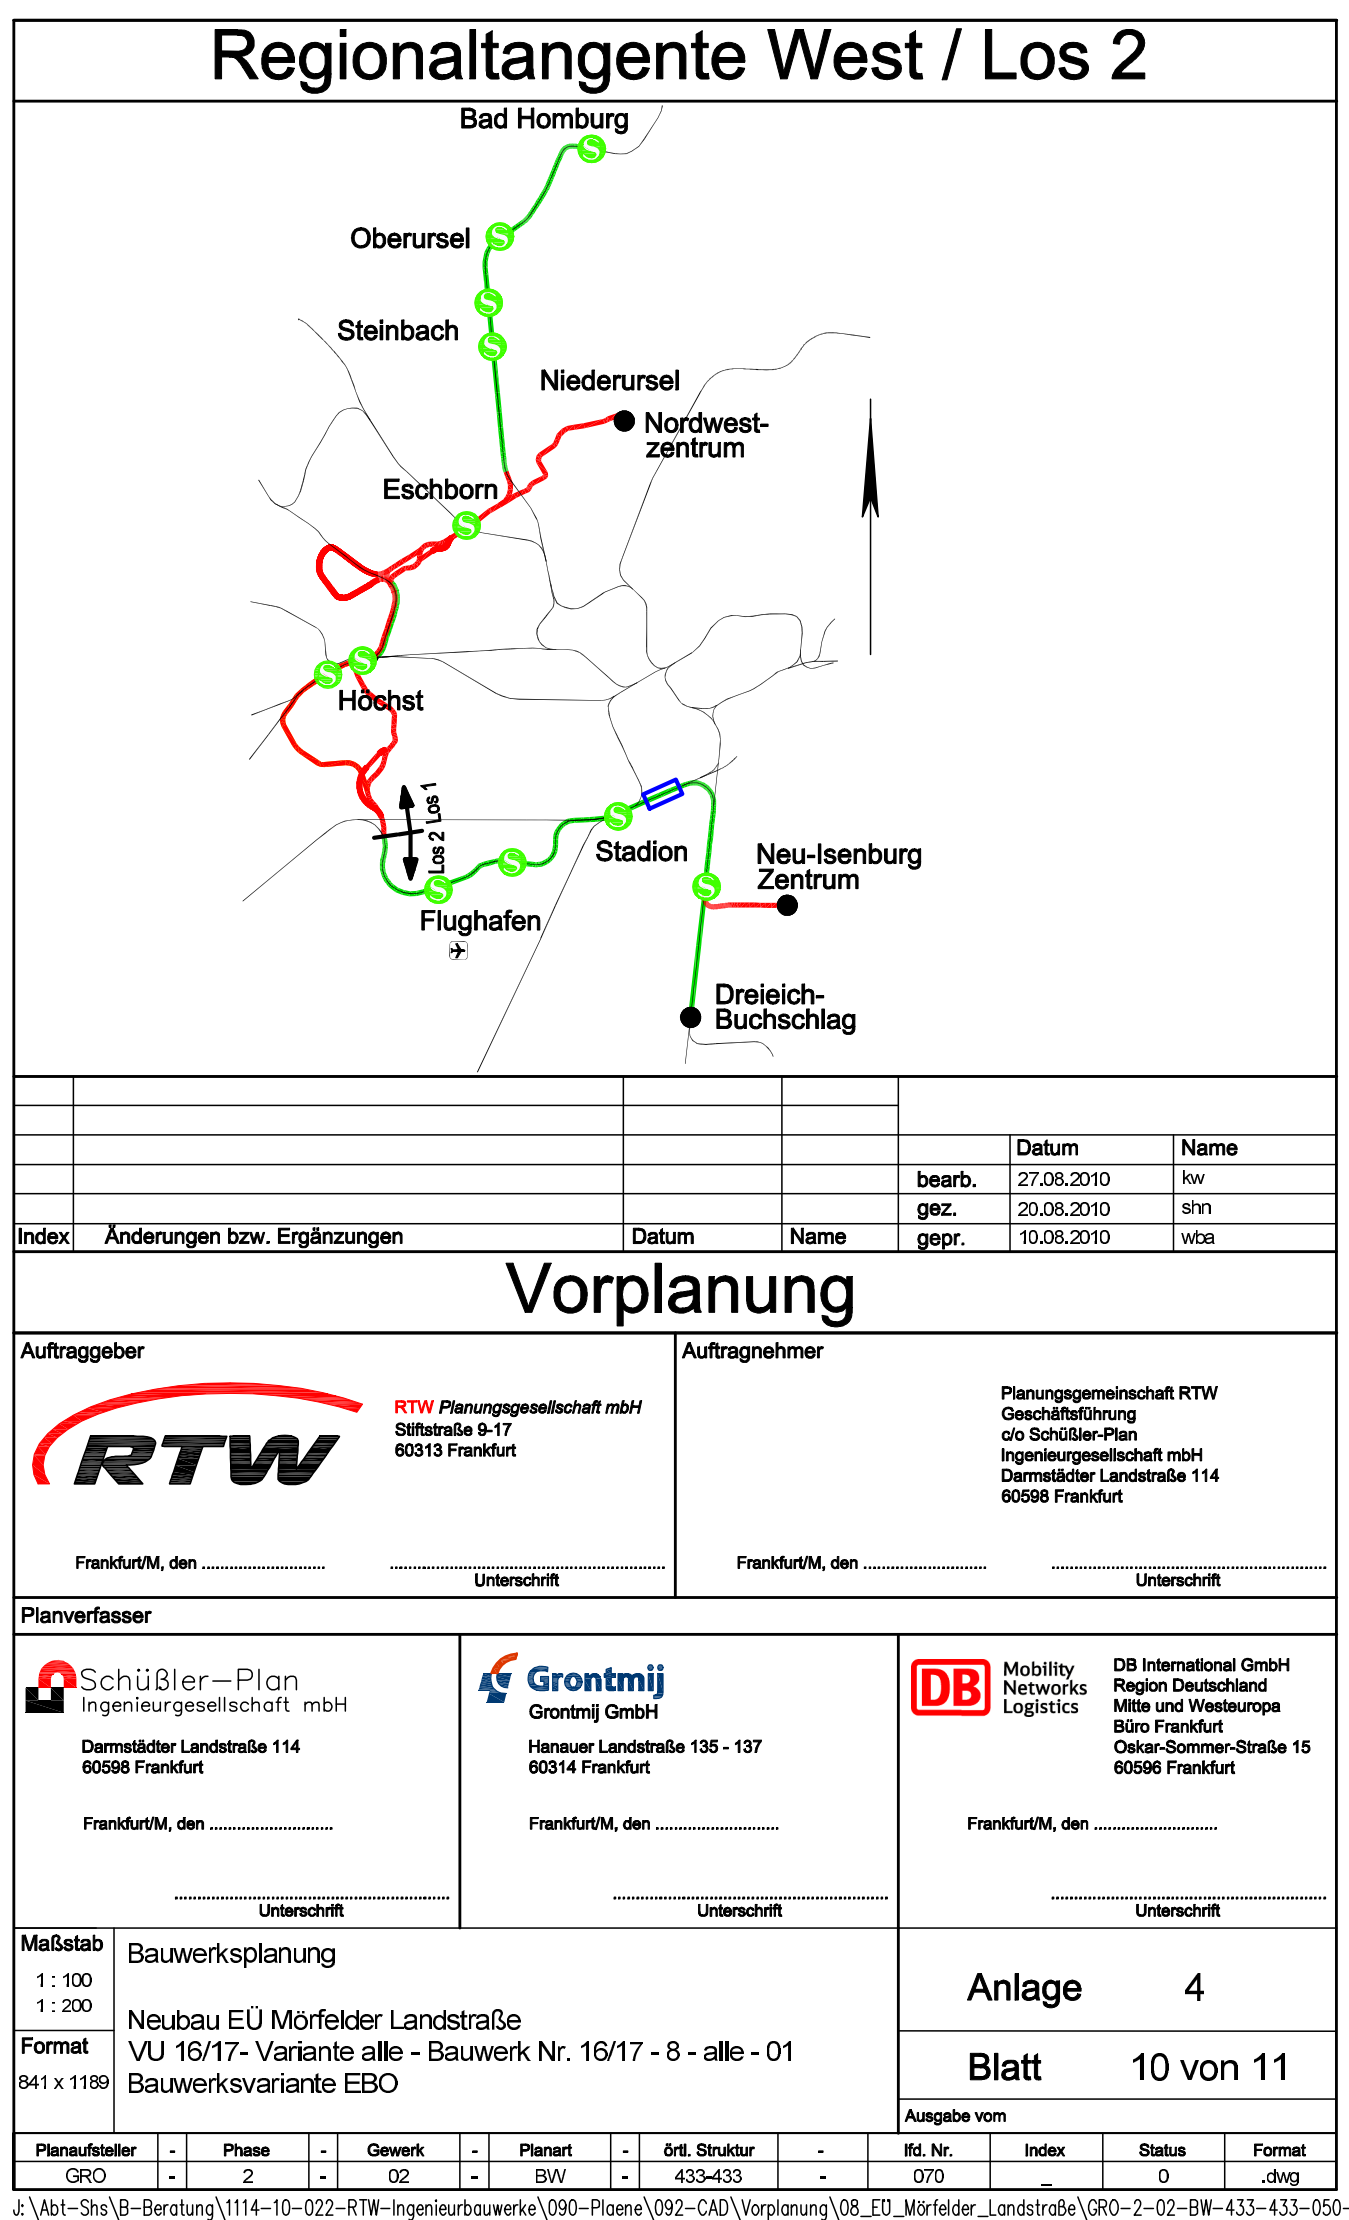 Regionaltangente West / Los 2
Bad Homburg
S
Oberursel S
S
Steinbach S
Niederursel
Nordwest-
zentrum
Eschborn
S
S
S
Höchst
Los 1
Los 2
S
Stadion
Neu-Isenburg
Zentrum
S
S
S
Flughafen
Dreieich-
Buchschlag
Datum Name
bearb. 27.08.2010 kw
gez. 20.08.2010 shn
Index Änderungen bzw. Ergänzungen Datum Name gepr. 10.08.2010 wba
Vorplanung
Auftraggeber
RTW
RTW Planungsgesellschaft mbH
Stiftstraße 9-17
60313 Frankfurt
Frankfurt/M, den ..........................
Unterschrift
Auftragnehmer
Planungsgemeinschaft RTW
Geschäftsführung
c/o Schüßler-Plan
Ingenieurgesellschaft mbH
Darmstädter Landstraße 114
60598 Frankfurt
Frankfurt/M, den ..........................
Unterschrift
Planverfasser
Schüßler-Plan
Ingenieurgesellschaft mbH
Darmstädter Landstraße 114
60598 Frankfurt
Frankfurt/M, den ..........................
Unterschrift
Grontmij
Grontmij GmbH
Hanauer Landstraße 135 - 137
60314 Frankfurt
Frankfurt/M, den ..........................
Unterschrift
DB
Mobility
Networks
Logistics
DB International GmbH
Region Deutschland
Mitte und Westeuropa
Büro Frankfurt
Oskar-Sommer-Straße 15
60596 Frankfurt
Frankfurt/M, den ..........................
Unterschrift
Maßstab
1 : 100
1 : 200
Format
841 x 1189
Bauwerksplanung
Neubau EÜ Mörfelder Landstraße
VU 16/17- Variante alle - Bauwerk Nr. 16/17 - 8 - alle - 01
Bauwerksvariante EBO
Anlage 4
Blatt 10 von 11
Ausgabe vom
Planaufsteller - Phase - Gewerk - Planart - örtl. Struktur - lfd. Nr. Index Status Format
GRO - 2 - 02 - BW - 433-433 - 070 _ 0 .dwg
J:\Abt-Shs\B-Beratung\1114-10-022-RTW-Ingenieurbauwerke\090-Plaene\092-CAD\Vorplanung\08_EÜ_Mörfelder_Landstraße\GRO-2-02-BW-433-433-050-